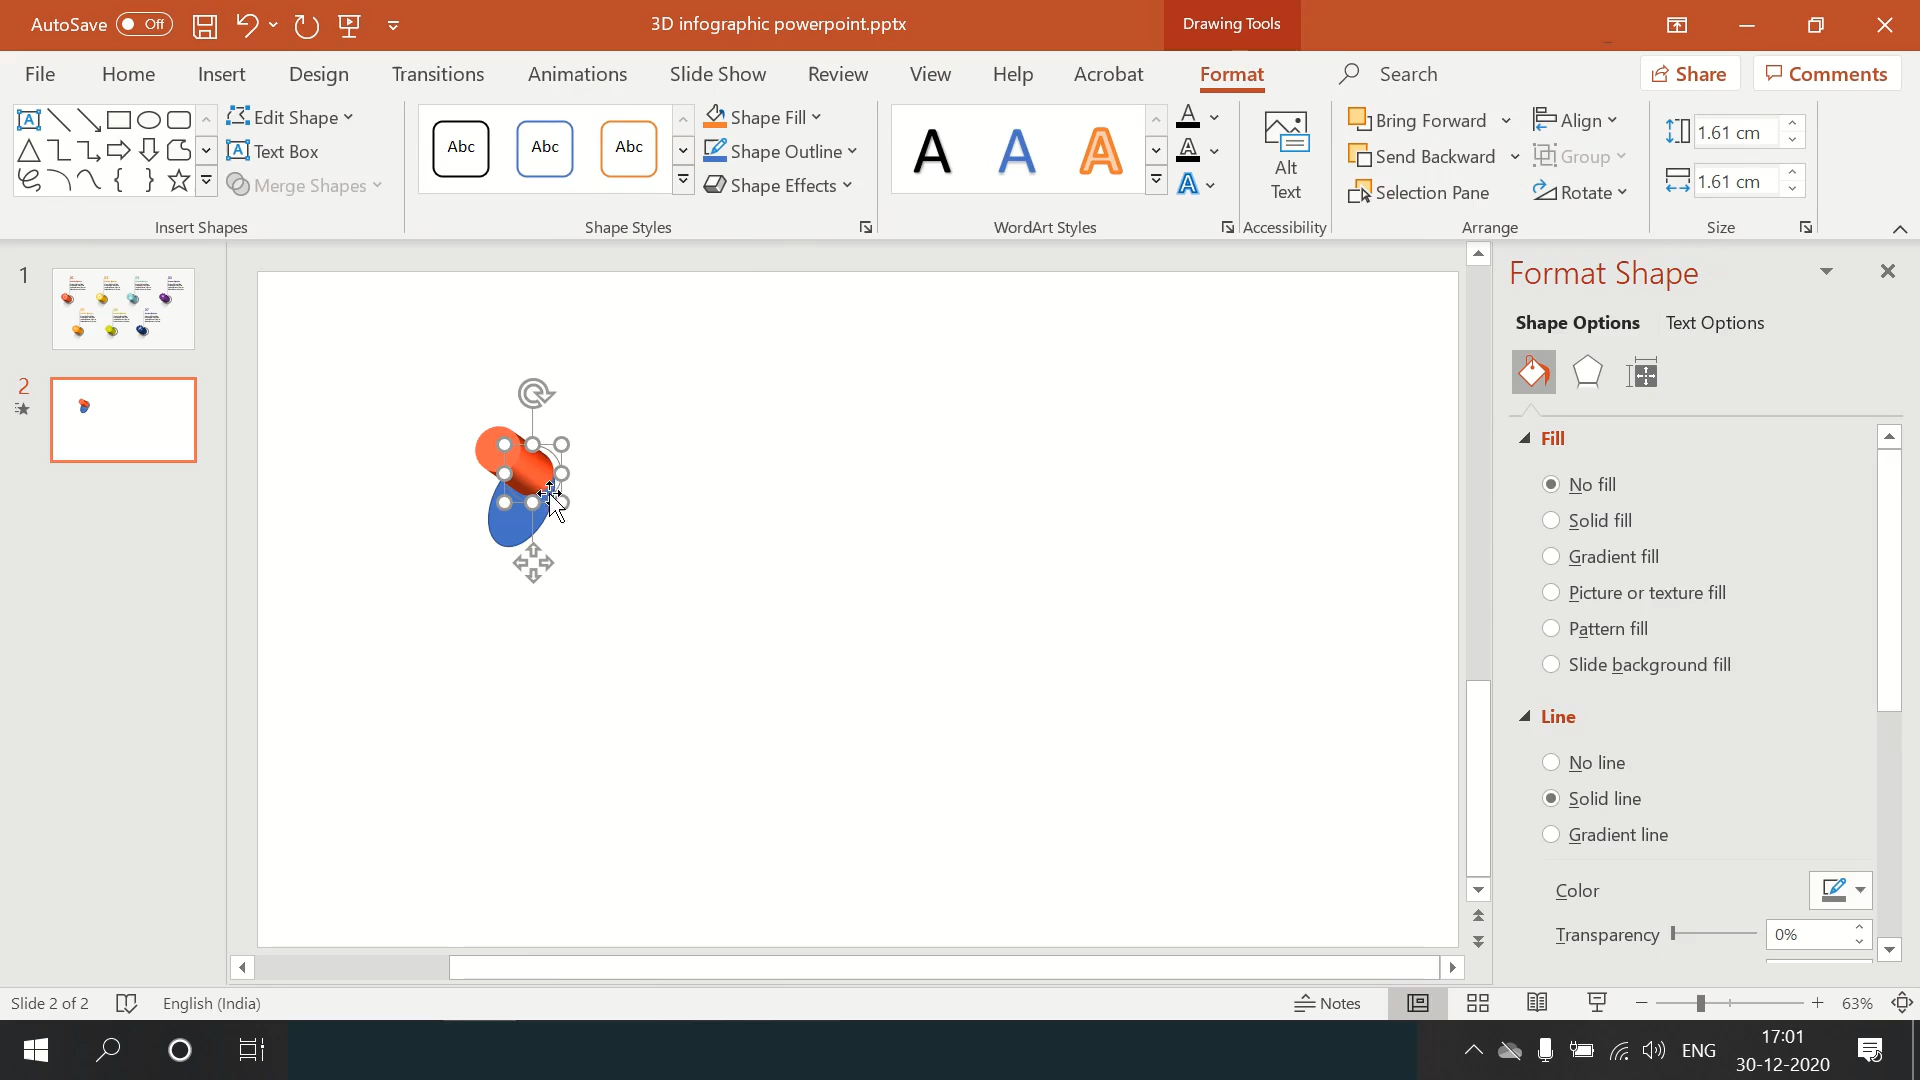 AutoSave Off
3D infographic powerpoint.pptx
Drawing Tools
File Home Insert Design Transitions Animations Slide Show Review View Help Acrobat Format Search Share Comments
Edit Shape
Text Box
Merge Shapes
Insert Shapes
Abc Abc Abc
Shape Fill
Shape Outline
Shape Effects
Shape Styles
A A A
WordArt Styles
Alt
Text
Accessibility
Bring Forward
Send Backward
Selection Pane
Align
Group
Rotate
Arrange
1.61 cm
1.61 cm
Size
1
2
Format Shape
Shape Options Text Options
Fill
No fill
Solid fill
Gradient fill
Picture or texture fill
Pattern fill
Slide background fill
Line
No line
Solid line
Gradient line
Color
Transparency 0%
Slide 2 of 2 English (India) Notes 63%
ENG
17:01
30-12-2020